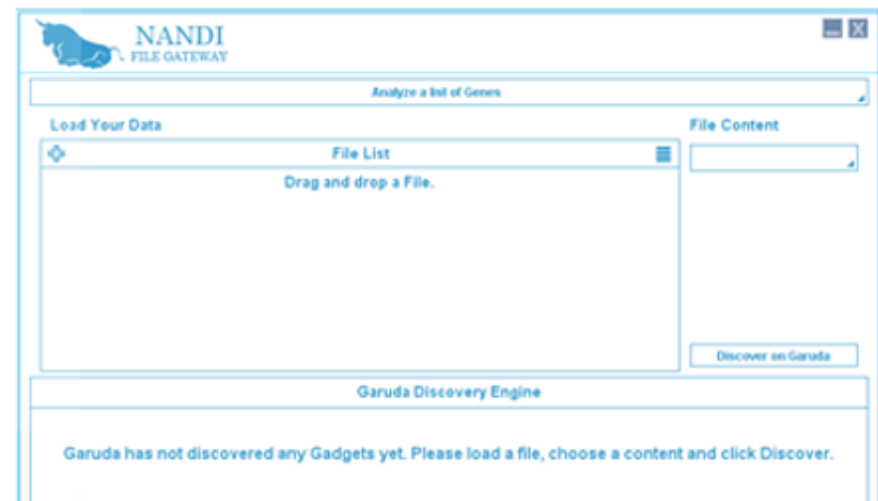 NANDI
FILE GATEWAY
X
Analyze a list of Genes
Load Your Data
File Content
File List
Drag and drop a File.
Discover on Garuda
Garuda Discovery Engine
Garuda has not discovered any Gadgets yet. Please load a file, choose a content and click Discover.